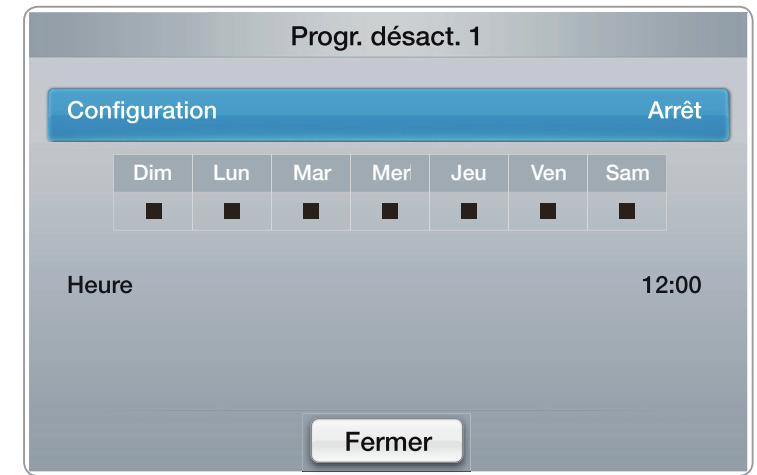 Progr. désact. 1
Configuration Arrêt
Dim Lun Mar Mer Jeu Ven Sam
Heure 12:00
Fermer